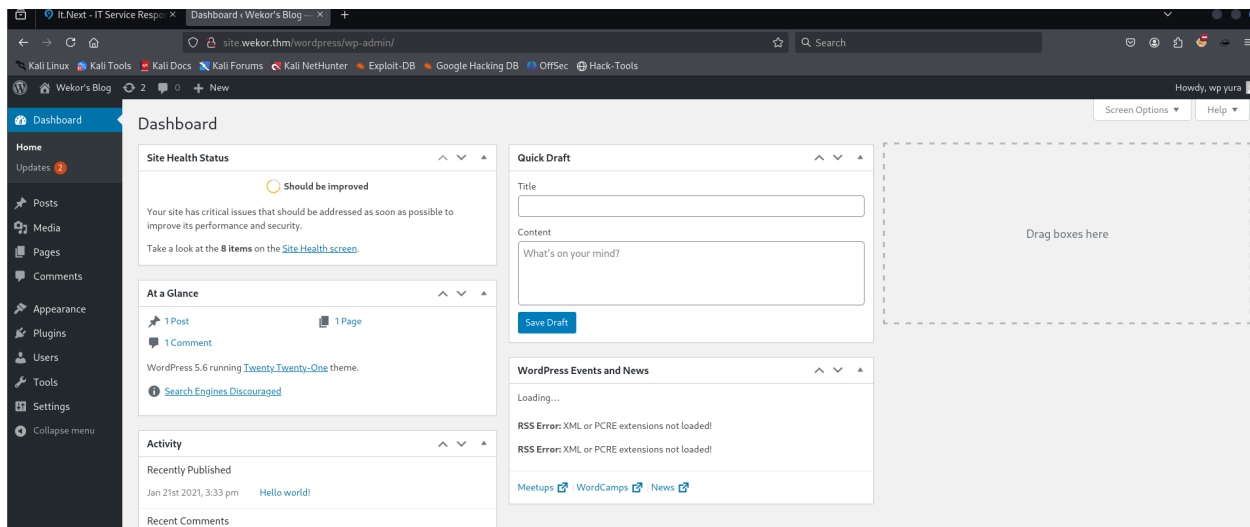 It.Next - IT Service Respo
Dashboard ‹ Wekor's Blog —
site.wekor.thm/wordpress/wp-admin/
Search
Kali Linux Kali Tools Kali Docs Kali Forums Kali NetHunter Exploit-DB Google Hacking DB OffSec Hack-Tools
Wekor's Blog 2 0 New
Howdy, wp yura
Dashboard
Home
Updates 2
Posts
Media
Pages
Comments
Appearance
Plugins
Users
Tools
Settings
Collapse menu
Screen Options
Help
Dashboard
Site Health Status
Should be improved
Your site has critical issues that should be addressed as soon as possible to
improve its performance and security.
Take a look at the 8 items on the Site Health screen.
At a Glance
1 Post
1 Page
1 Comment
WordPress 5.6 running Twenty Twenty-One theme.
Search Engines Discouraged
Activity
Recently Published
Jan 21st 2021, 3:33 pm Hello world!
Recent Comments
Quick Draft
Title
Content
What's on your mind?
Save Draft
WordPress Events and News
Loading…
RSS Error: XML or PCRE extensions not loaded!
RSS Error: XML or PCRE extensions not loaded!
Meetups WordCamps News
Drag boxes here